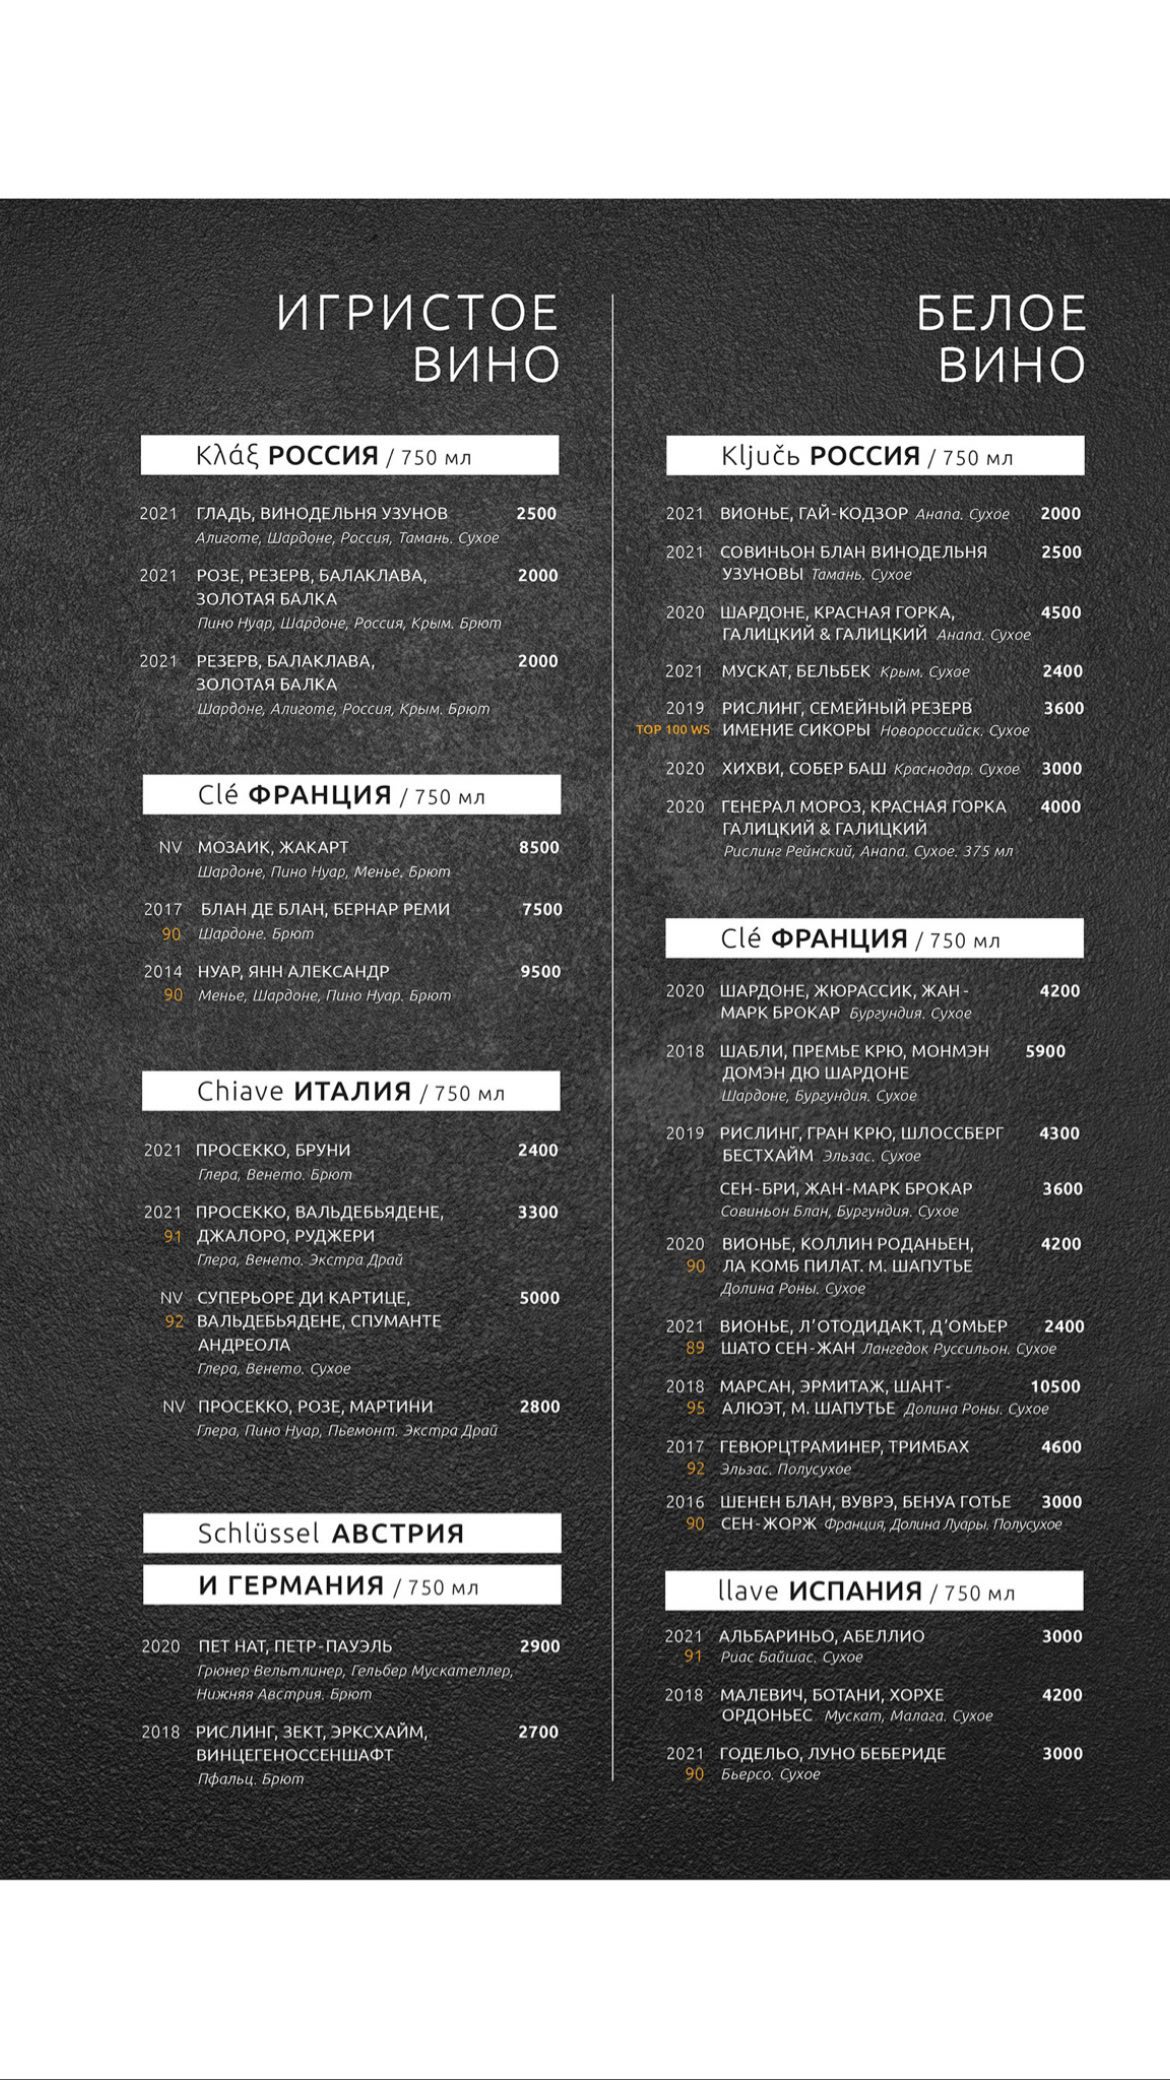 ИГРИСТОЕ
ВИНО
Κλάξ РОССИЯ / 750 мл
2021 ГЛАДЬ, ВИНОДЕЛЬНЯ УЗУНОВ 2500
Алиготе, Шардоне, Россия, Тамань. Сухое
2021 РОЗЕ, РЕЗЕРВ, БАЛАКЛАВА, 2000
ЗОЛОТАЯ БАЛКА
Пино Нуар, Шардоне, Россия, Крым. Брют
2021 РЕЗЕРВ, БАЛАКЛАВА, 2000
ЗОЛОТАЯ БАЛКА
Шардоне, Алиготе, Россия, Крым. Брют
Clé ФРАНЦИЯ / 750 мл
NV МОЗАИК, ЖАКАРТ 8500
Шардоне, Пино Нуар, Менье. Брют
2017 БЛАН ДЕ БЛАН, БЕРНАР РЕМИ 7500
90 Шардоне. Брют
2014 НУАР, ЯНН АЛЕКСАНДР 9500
90 Менье, Шардоне, Пино Нуар. Брют
Chiave ИТАЛИЯ / 750 мл
2021 ПРОСЕККО, БРУНИ 2400
Глера, Венето. Брют
2021 ПРОСЕККО, ВАЛЬДЕБЬЯДЕНЕ, 3300
91 ДЖАЛОРО, РУДЖЕРИ
Глера, Венето. Экстра Драй
NV СУПЕРЬОРЕ ДИ КАРТИЦЕ, 5000
92 ВАЛЬДЕБЬЯДЕНЕ, СПУМАНТЕ
АНДРЕОЛА
Глера, Венето. Сухое
NV ПРОСЕККО, РОЗЕ, МАРТИНИ 2800
Глера, Пино Нуар, Пьемонт. Экстра Драй
Schlüssel АВСТРИЯ
И ГЕРМАНИЯ / 750 мл
2020 ПЕТ НАТ, ПЕТР-ПАУЭЛЬ 2900
Грюнер Вельтлинер, Гельбер Мускателлер,
Нижняя Австрия. Брют
2018 РИСЛИНГ, ЗЕКТ, ЭРКСХАЙМ, 2700
ВИНЦЕГЕНОССЕНШАФТ
Пфальц. Брют
БЕЛОЕ
ВИНО
Ključь РОССИЯ / 750 мл
2021 ВИОНЬЕ, ГАЙ-КОДЗОР Анапа. Сухое 2000
2021 СОВИНЬОН БЛАН ВИНОДЕЛЬНЯ 2500
УЗУНОВЫ Тамань. Сухое
2020 ШАРДОНЕ, КРАСНАЯ ГОРКА, 4500
ГАЛИЦКИЙ & ГАЛИЦКИЙ Анапа. Сухое
2021 МУСКАТ, БЕЛЬБЕК Крым. Сухае 2400
2019 РИСЛИНГ, СЕМЕЙНЫЙ РЕЗЕРВ 3600
TOP 100 WS ИМЕНИЕ СИКОРЫ Новороссийск. Сухое
2020 ХИХВИ, СОБЕР БАШ Краснодар. Сухое 3000
2020 ГЕНЕРАЛ МОРОЗ, КРАСНАЯ ГОРКА 4000
ГАЛИЦКИЙ & ГАЛИЦКИЙ
Рислинг Рейнский, Анапа. Сухое. 375 мл
Clé ФРАНЦИЯ / 750 мл
2020 ШАРДОНЕ, ЖЮРАССИК, ЖАН- 4200
МАРК БРОКАР Бургундия. Сухое
2018 ШАБЛИ, ПРЕМЬЕ КРЮ, МОНМЭН 5900
ДОМЭН ДЮ ШАРДОНЕ
Шардоне, Бургундия. Сухое
2019 РИСЛИНГ, ГРАН КРЮ, ШЛОССБЕРГ 4300
БЕСТХАЙМ Эльзас. Сухое
СЕН-БРИ, ЖАН-МАРК БРОКАР 3600
Совиньон Блан, Бургундия. Сухое
2020 ВИОНЬЕ, КОЛЛИН РОДАНЬЕН, 4200
90 ЛА КОМБ ПИЛАТ. М. ШАПУТЬЕ
Долина Роны. Сухое
2021 ВИОНЬЕ, Л'ОТОДИДАКТ, Д'ОМЬЕР 2400
89 ШАТО СЕН-ЖАН Лангедок Руссильон. Сухое
2018 МАРСАН, ЭРМИТАЖ, ШАНТ- 10500
95 АЛЮЭТ, М. ШАПУТЬЕ Долина Роны. Сухое
2017 ГЕВЮРЦТРАМИНЕР, ТРИМБАХ 4600
92 Эльзас. Полусухое
2016 ШЕНЕН БЛАН, ВУВРЭ, БЕНУА ГОТЬЕ 3000
90 СЕН-ЖОРЖ Франция, Долина Луары. Полусухое
llave ИСПАНИЯ / 750 мл
2021 АЛЬБАРИНЬО, АБЕЛЛИО 3000
91 Риас Байшас. Сухое
2018 МАЛЕВИЧ, БОТАНИ, ХОРХЕ 4200
ОРДОНЬЕС Мускат, Малага. Сухое
2021 ГОДЕЛЬО, ЛУНО БЕБЕРИДЕ 3000
90 Бьерсо. Сухое